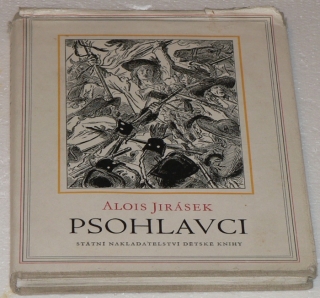 ALOIS JIRÁSEK
PSOHLAVCI
STÁTNÍ NAKLADATELSTVÍ DĚTSKÉ KNIHY